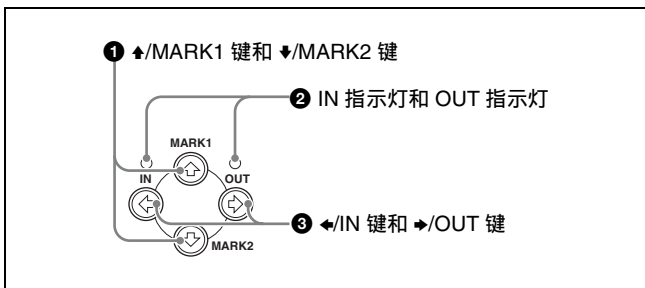 ❶ ↑/MARK1 键和 ↓/MARK2 键
❷ IN 指示灯和 OUT 指示灯
MARK1
IN
OUT
❸ ←/IN 键和 →/OUT 键
MARK2